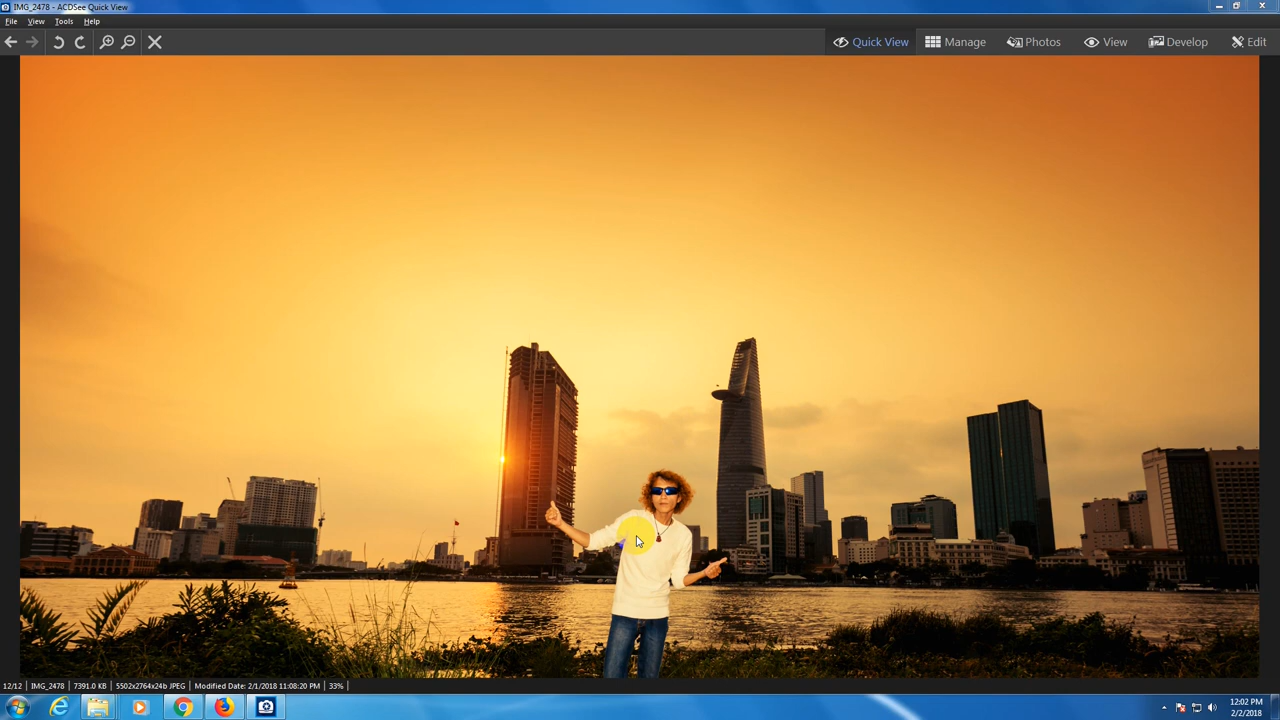 IMG_2478 - ACDSee Quick View
File View Tools Help
Quick View Manage Photos View Develop Edit
12/12 IMG_2478 7391.0 KB 5502x2764x24b JPEG Modified Date: 2/1/2018 11:08:20 PM 33%
12:02 PM
2/2/2018